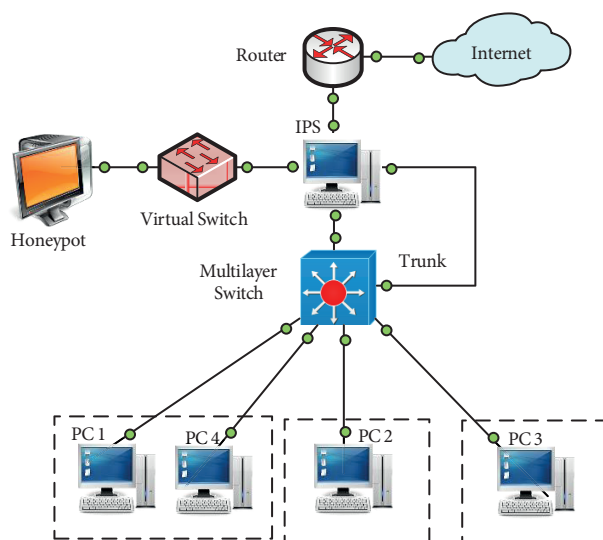 Router
Internet
IPS
Honeypot
Virtual Switch
Multilayer
Switch
Trunk
PC 1
PC 4
PC 2
PC 3